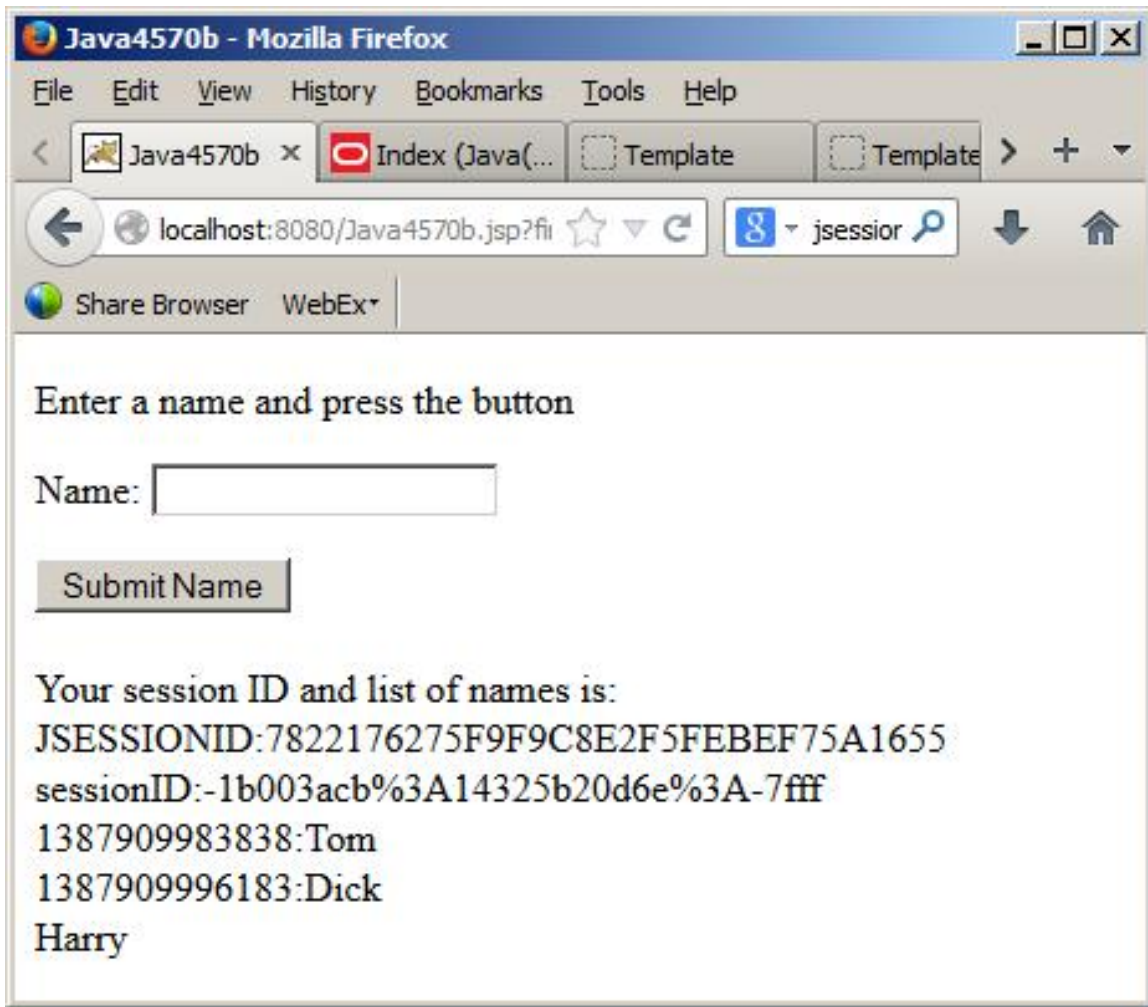 Java4570b - Mozilla Firefox
File Edit View History Bookmarks Tools Help
Java4570b Index (Java(... Template Template
localhost:8080/Java4570b.jsp?fi 8 jsession
Share Browser WebEx
Enter a name and press the button
Name:
Submit Name
Your session ID and list of names is:
JSESSIONID:7822176275F9F9C8E2F5FEBEF75A1655
sessionID:-1b003acb%3A14325b20d6e%3A-7fff
1387909983838:Tom
1387909996183:Dick
Harry